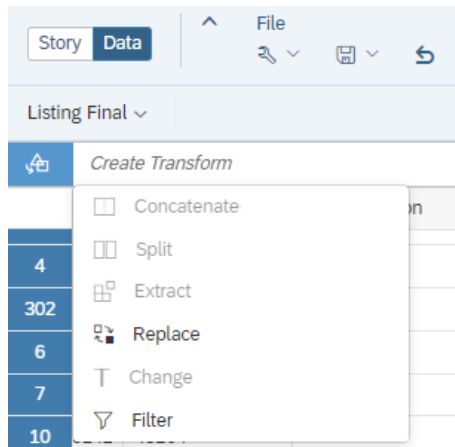 File
Story Data
Listing Final
Create Transform
Concatenate
on
Split
4
Extract
302
Replace
6
Change
7
Filter
10